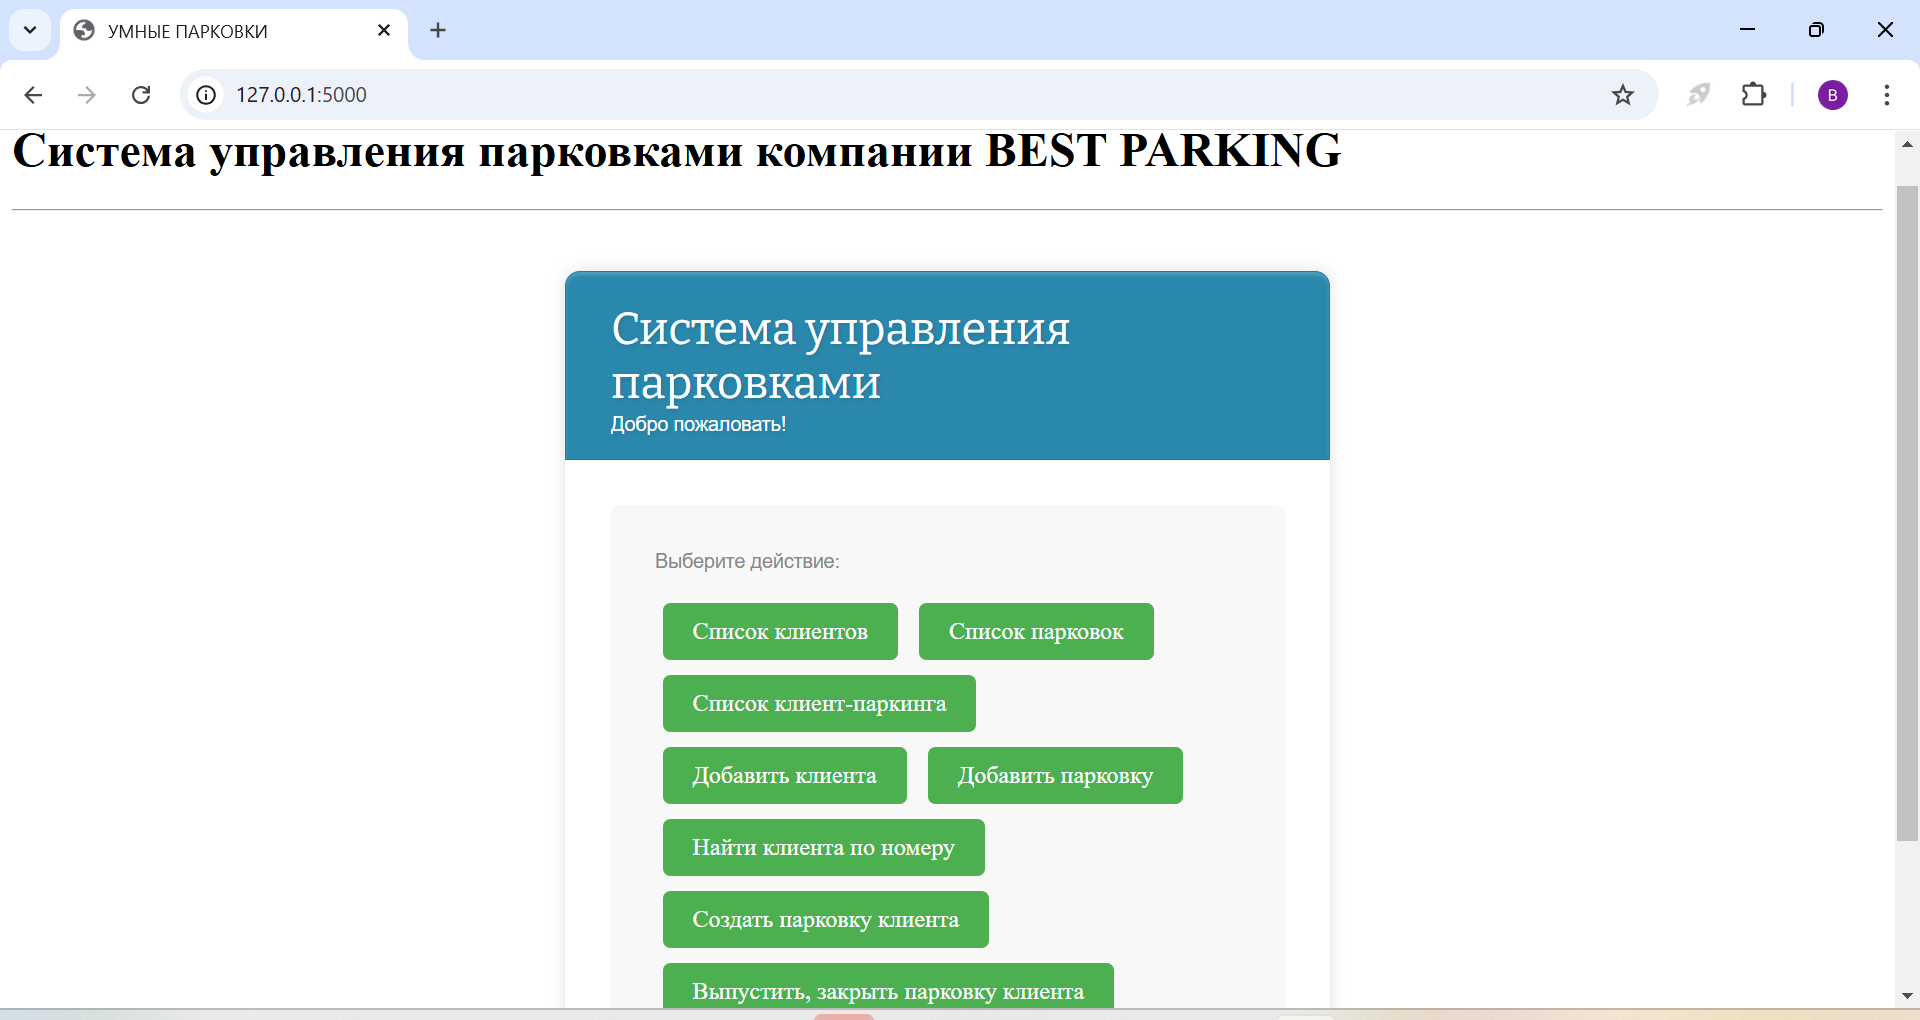 УМНЫЕ ПАРКОВКИ
127.0.0.1:5000
B
Система управления парковками компании BEST PARKING
Система управления
парковками
Добро пожаловать!
Выберите действие:
Список клиентов Список парковок
Список клиент-паркинга
Добавить клиента Добавить парковку
Найти клиента по номеру
Создать парковку клиента
Выпустить, закрыть парковку клиента